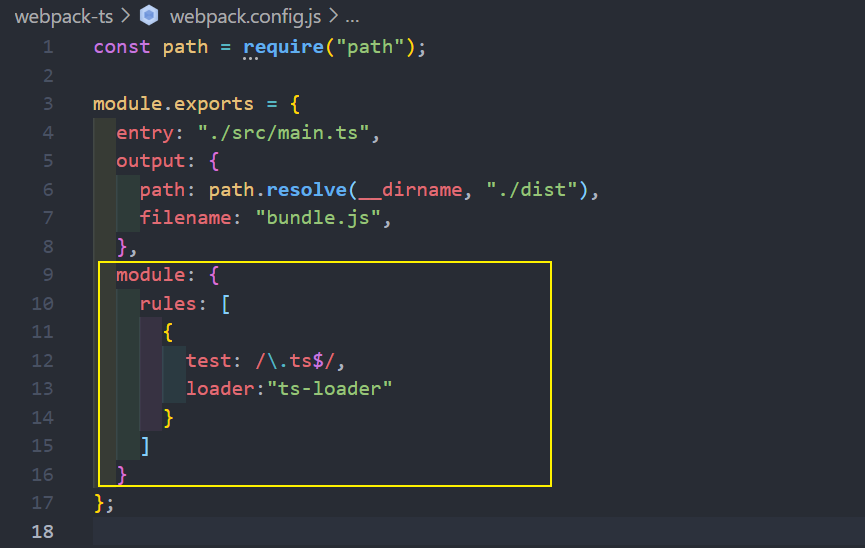 webpack-ts > webpack.config.js > ...
1 const path = require("path");
2
3 module.exports = {
4   entry: "./src/main.ts",
5   output: {
6     path: path.resolve(__dirname, "./dist"),
7     filename: "bundle.js",
8   },
9   module: {
10     rules: [
11       {
12         test: /\.ts$/,
13         loader:"ts-loader"
14       }
15     ]
16   }
17 };
18